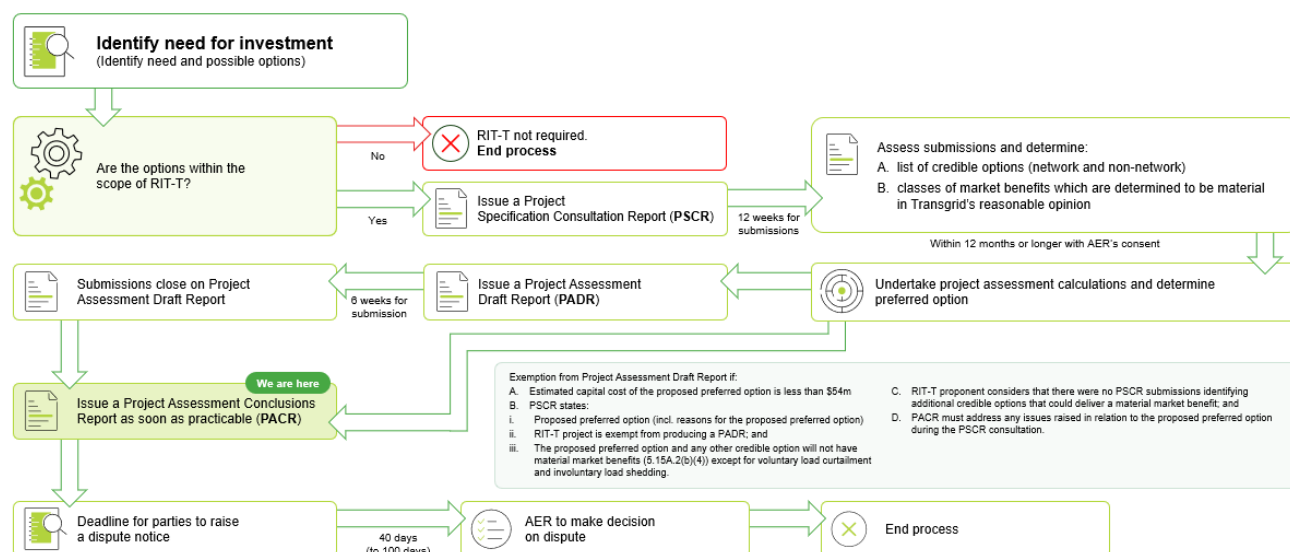 Identify need for investment
(Identify need and possible options)
Are the options within the
scope of RIT-T?
No
RIT-T not required.
End process
Yes
Issue a Project
Specification Consultation Report (PSCR)
12 weeks for
submissions
Assess submissions and determine:
A. list of credible options (network and non-network)
B. classes of market benefits which are determined to be material
in Transgrid's reasonable opinion
Within 12 months or longer with AER's consent
Undertake project assessment calculations and determine
preferred option
Issue a Project Assessment
Draft Report (PADR)
6 weeks for
submission
Submissions close on Project
Assessment Draft Report
We are here
Issue a Project Assessment Conclusions
Report as soon as practicable (PACR)
Exemption from Project Assessment Draft Report if:
A. Estimated capital cost of the proposed preferred option is less than $54m
B. PSCR states:
i. Proposed preferred option (incl. reasons for the proposed preferred option)
ii. RIT-T project is exempt from producing a PADR; and
iii. The proposed preferred option and any other credible option will not have
material market benefits (5.15A.2(b)(4)) except for voluntary load curtailment
and involuntary load shedding.
C. RIT-T proponent considers that there were no PSCR submissions identifying
additional credible options that could deliver a material market benefit; and
D. PACR must address any issues raised in relation to the proposed preferred option
during the PSCR consultation.
Deadline for parties to raise
a dispute notice
40 days
(to 100 days)
AER to make decision
on dispute
End process